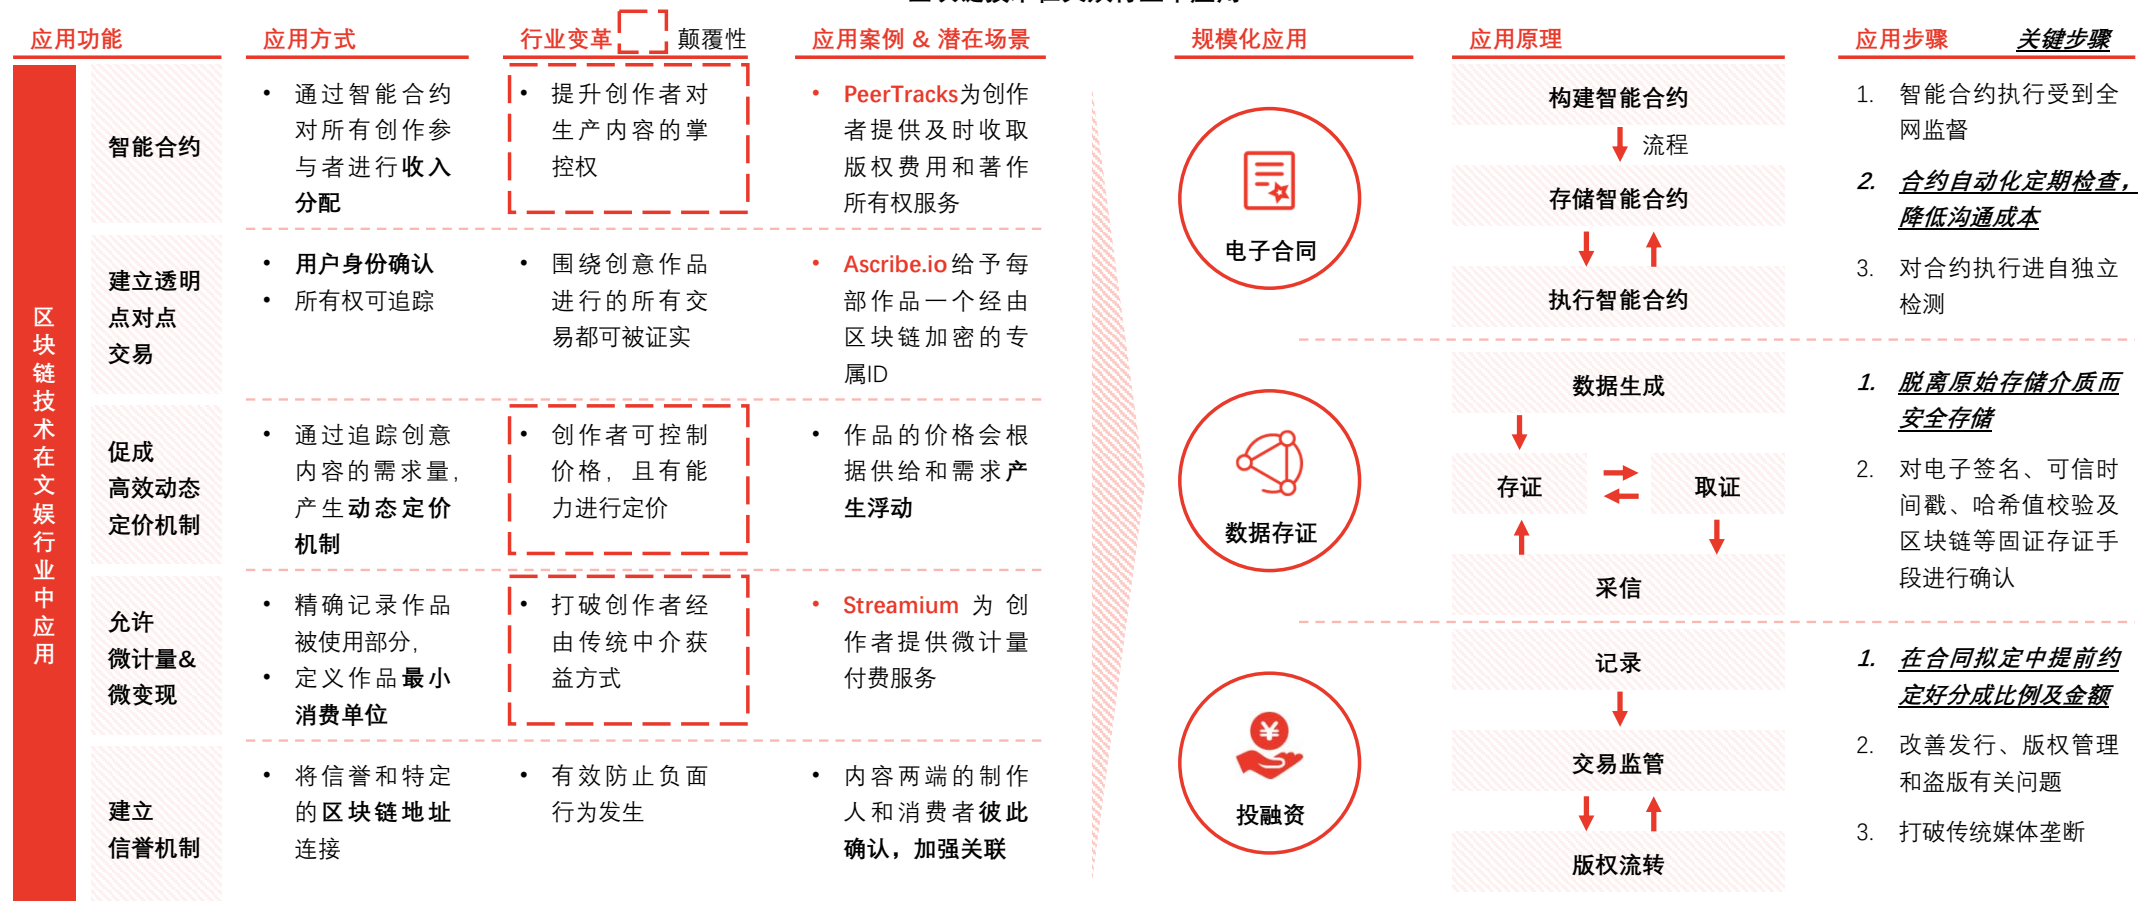 应用功能
应用方式
行业变革
颠覆性
应用案例 & 潜在场景
规模化应用
应用原理
应用步骤
关键步骤
区块链技术在文娱行业中应用
智能合约
• 通过智能合约
对所有创作参
与者进行收入
分配
• 提升创作者对
生产内容的掌
控权
• PeerTracks为创作
者提供及时收取
版权费用和著作
所有权服务
建立透明
点对点
交易
• 用户身份确认
• 所有权可追踪
• 围绕创意作品
进行的所有交
易都可被证实
• Ascribe.io给予每
部作品一个经由
区块链加密的专
属ID
促成
高效动态
定价机制
• 通过追踪创意
内容的需求量,
产生动态定价
机制
• 创作者可控制
价格, 且有能
力进行定价
• 作品的价格会根
据供给和需求产
生浮动
允许
微计量&
微变现
• 精确记录作品
被使用部分,
• 定义作品最小
消费单位
• 打破创作者经
由传统中介获
益方式
• Streamium 为创
作者提供微计量
付费服务
建立
信誉机制
• 将信誉和特定
的区块链地址
连接
• 有效防止负面
行为发生
• 内容两端的制作
人和消费者彼此
确认，加强关联
电子合同
构建智能合约
流程
存储智能合约
执行智能合约
1. 智能合约执行受到全
网监督
2. 合约自动化定期检查，
降低沟通成本
3. 对合约执行进自独立
检测
数据存证
数据生成
存证
取证
采信
1. 脱离原始存储介质而
安全存储
2. 对电子签名、可信时
间戳、哈希值校验及
区块链等固证存证手
段进行确认
投融资
记录
交易监管
版权流转
1. 在合同拟定中提前约
定好分成比例及金额
2. 改善发行、版权管理
和盗版有关问题
3. 打破传统媒体垄断